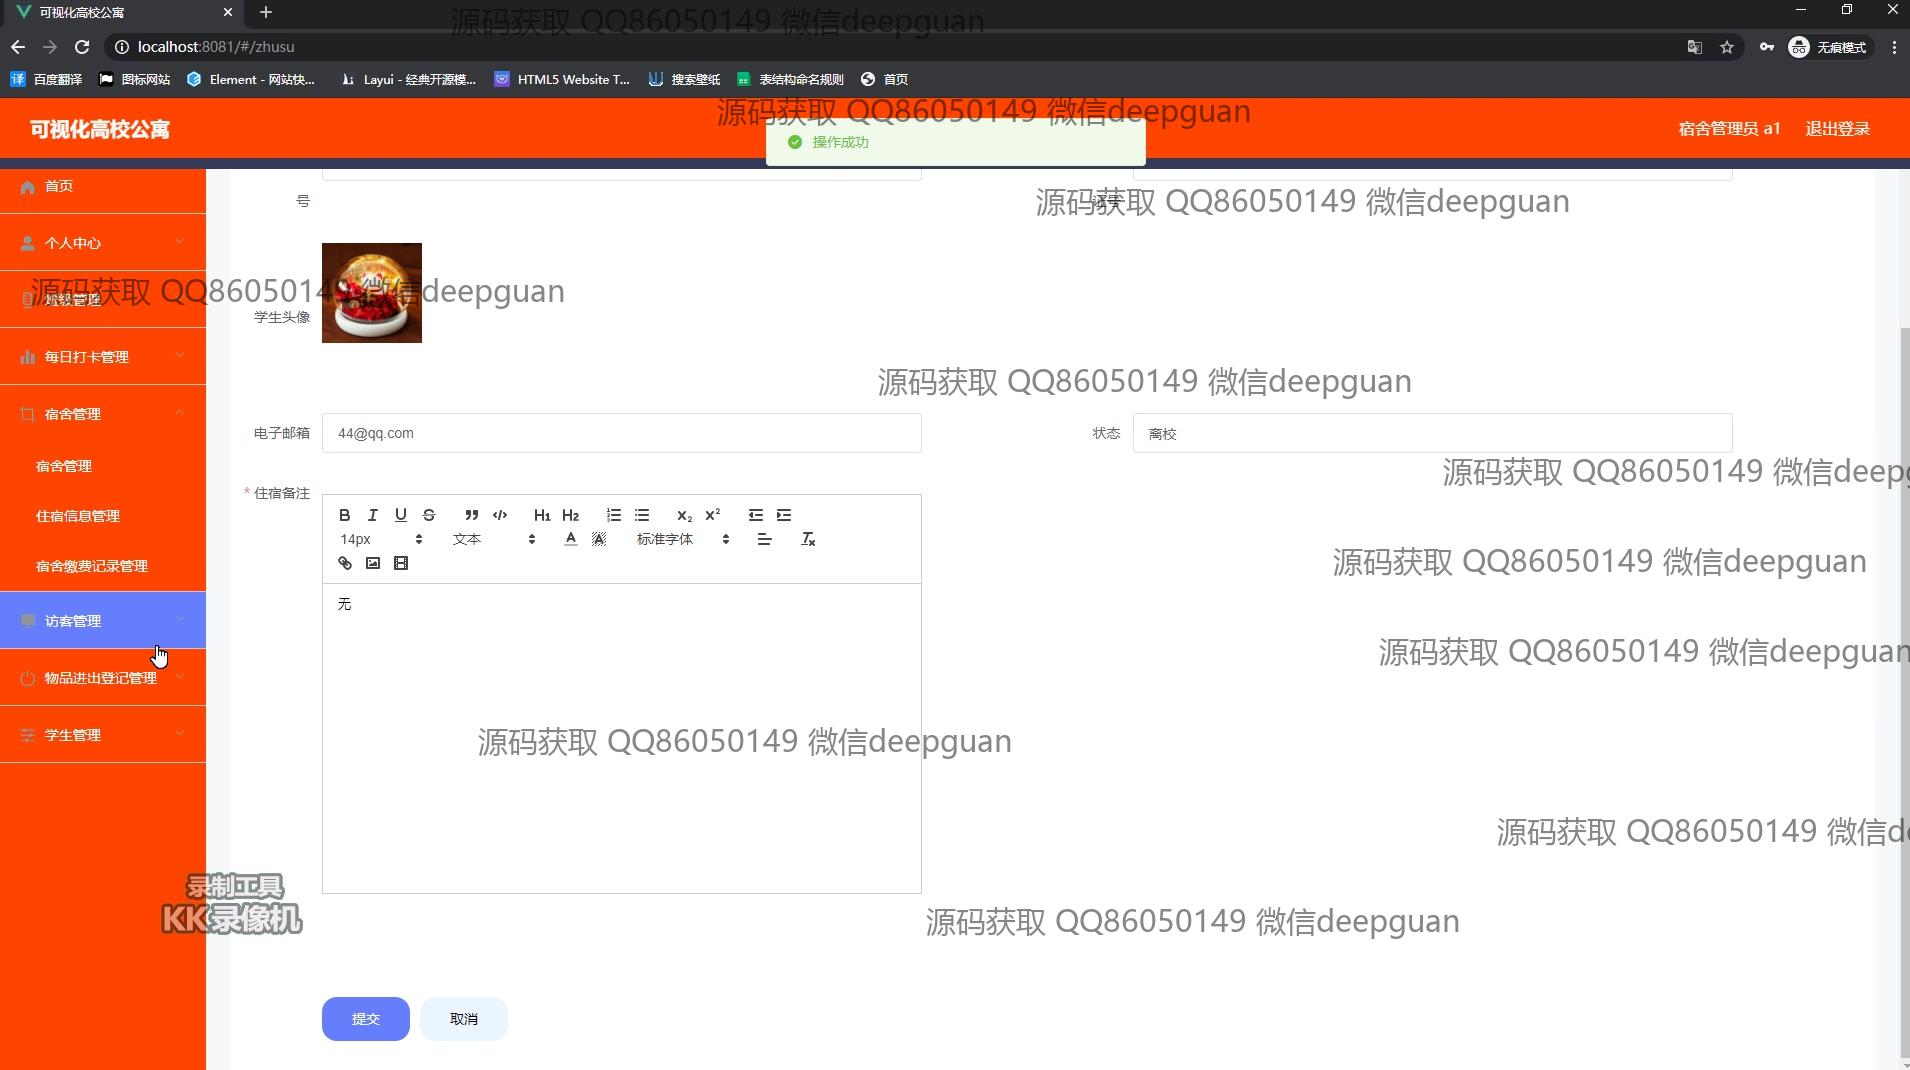 可视化高校公寓
源码获取 QQ86050149 微信deepguan
localhost:8081/#/zhusu
无痕模式
百度翻译 图标网站 Element - 网站快... Layui - 经典开源模... HTML5 Website T... 搜索壁纸 表结构命名规则 首页
源码获取 QQ86050149 微信deepguan
可视化高校公寓
宿舍管理员 a1 退出登录
操作成功
首页
号
源码获取 QQ86050149 微信deepguan
个人中心
源码获取 QQ86050149 微信deepguan
学生头像
每日打卡管理
源码获取 QQ86050149 微信deepguan
宿舍管理
电子邮箱 44@qq.com 状态 离校
宿舍管理
源码获取 QQ86050149 微信deep
* 住宿备注
住宿信息管理
B I U S H1 H2 X2 X2
14px 文本 A A 标准字体 Tx
宿舍缴费记录管理
源码获取 QQ86050149 微信deepguan
无
访客管理
源码获取 QQ86050149 微信deepguan
物品进出登记管理
学生管理
源码获取 QQ86050149 微信deepguan
源码获取 QQ86050149 微信de
录制工具
KK录像机
源码获取 QQ86050149 微信deepguan
提交 取消